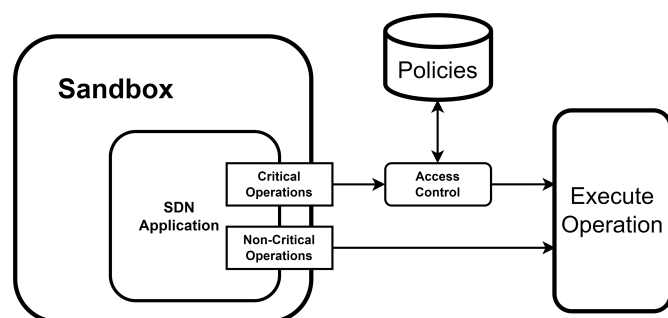 Policies
Sandbox
Critical
Operations
Access
Control
SDN
Application
Execute
Operation
Non-Critical
Operations